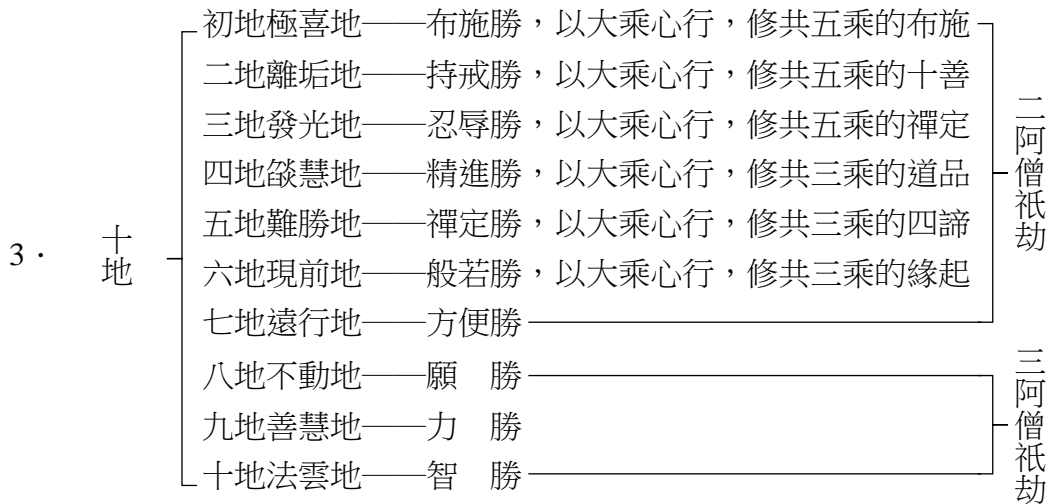 3．
十地
初地極喜地——布施勝，以大乘心行，修共五乘的布施
二地離垢地——持戒勝，以大乘心行，修共五乘的十善
三地發光地——忍辱勝，以大乘心行，修共五乘的禪定
四地燄慧地——精進勝，以大乘心行，修共三乘的道品
五地難勝地——禪定勝，以大乘心行，修共三乘的四諦
六地現前地——般若勝，以大乘心行，修共三乘的緣起
七地遠行地——方便勝
二阿僧祇劫
八地不動地——願　勝
九地善慧地——力　勝
十地法雲地——智　勝
三阿僧祇劫